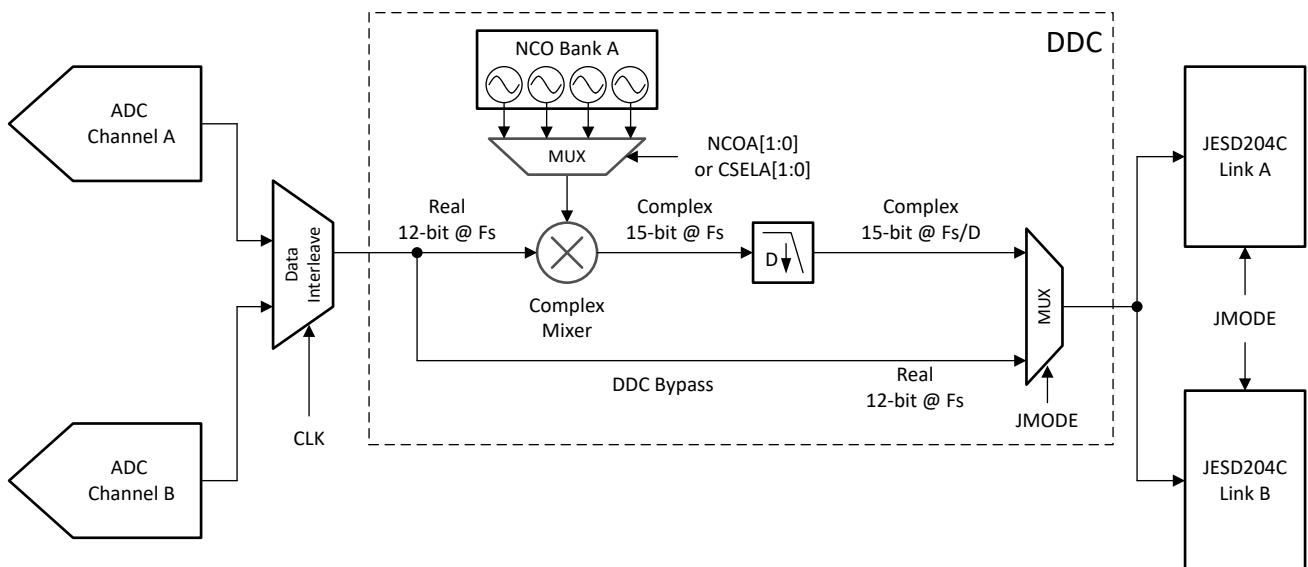 DDC
NCO Bank A
ADC
Channel A
MUX
NCOA[1:0]
or CSELA[1:0]
JESD204C
Link A
Data
Interleave
Real
12-bit @ Fs
Complex
15-bit @ Fs
D
Complex
15-bit @ Fs/D
Complex
Mixer
MUX
JMODE
DDC Bypass
Real
12-bit @ Fs
JMODE
CLK
ADC
Channel B
JESD204C
Link B